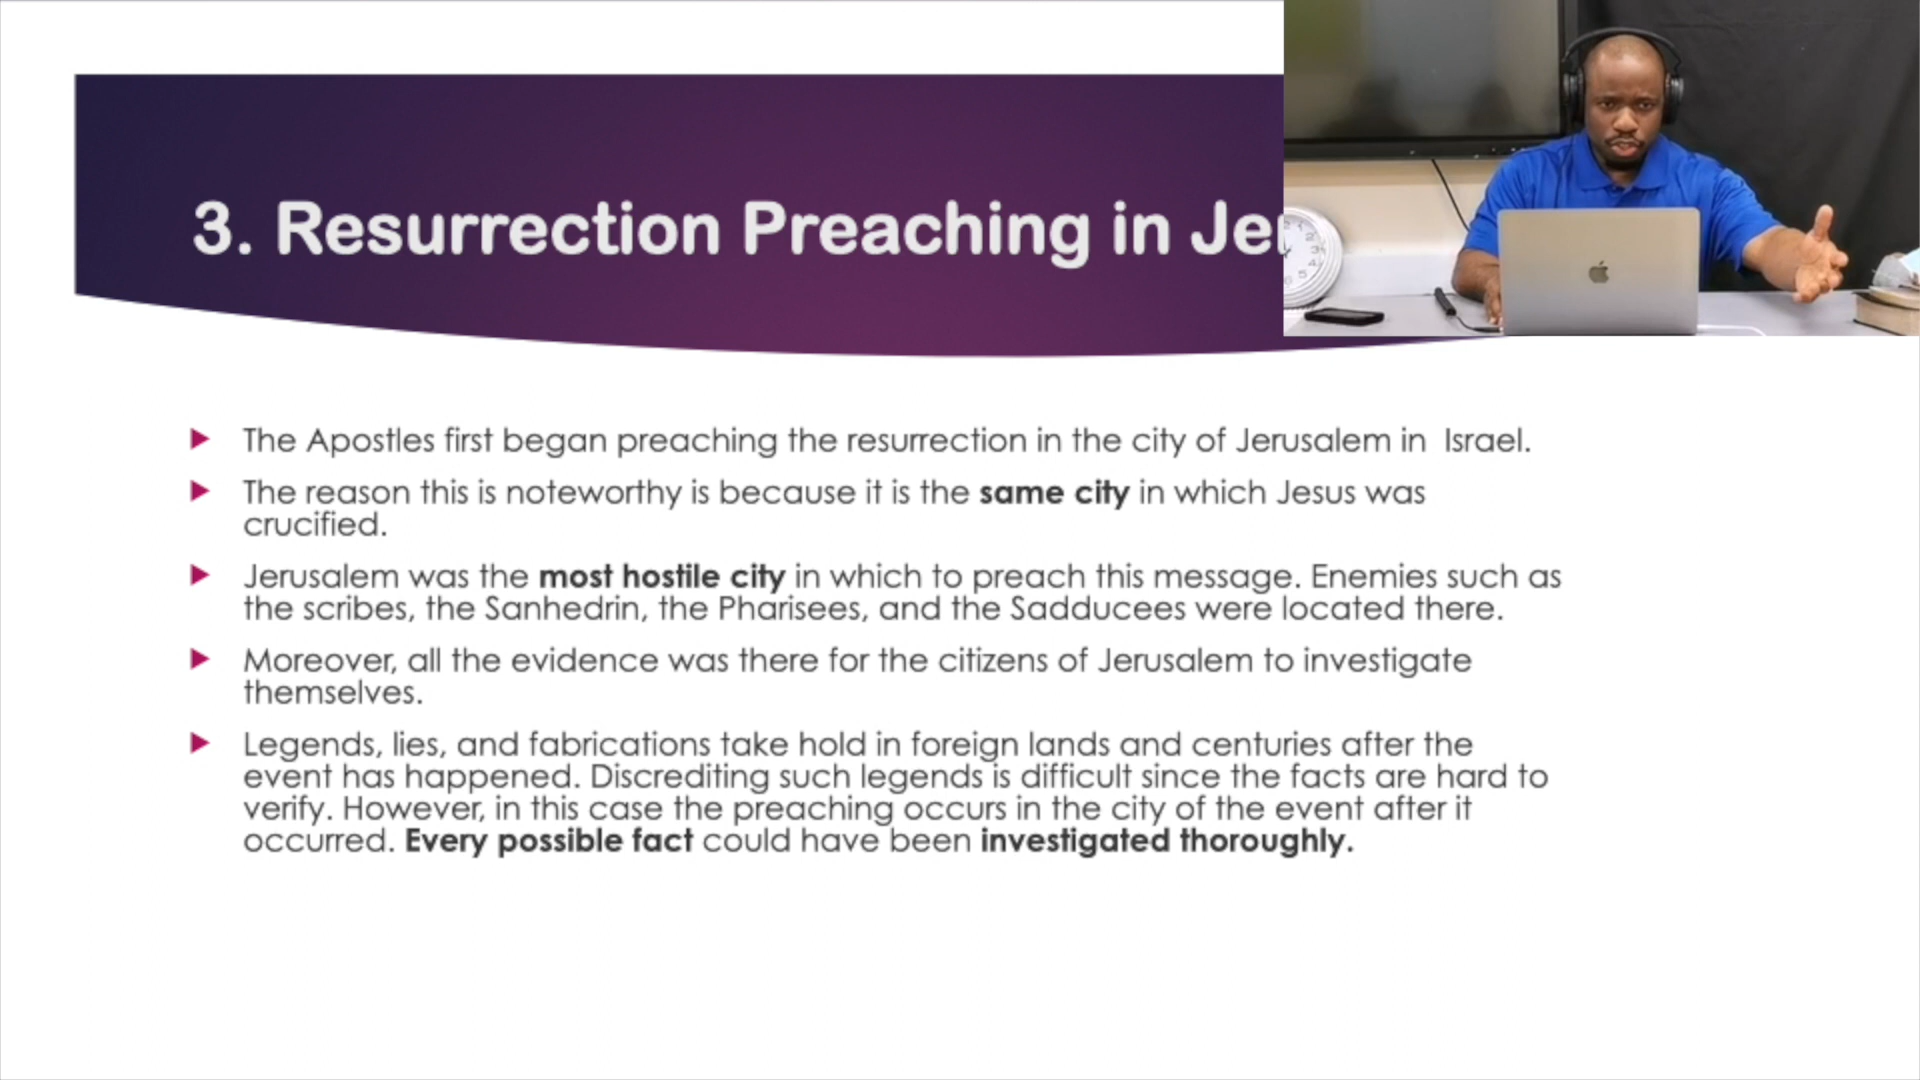 3. Resurrection Preaching in Je
The Apostles first began preaching the resurrection in the city of Jerusalem in  Israel.
The reason this is noteworthy is because it is the same city in which Jesus was
crucified.
Jerusalem was the most hostile city in which to preach this message. Enemies such as
the scribes, the Sanhedrin, the Pharisees, and the Sadducees were located there.
Moreover, all the evidence was there for the citizens of Jerusalem to investigate
themselves.
Legends, lies, and fabrications take hold in foreign lands and centuries after the
event has happened. Discrediting such legends is difficult since the facts are hard to
verify. However, in this case the preaching occurs in the city of the event after it
occurred. Every possible fact could have been investigated thoroughly.